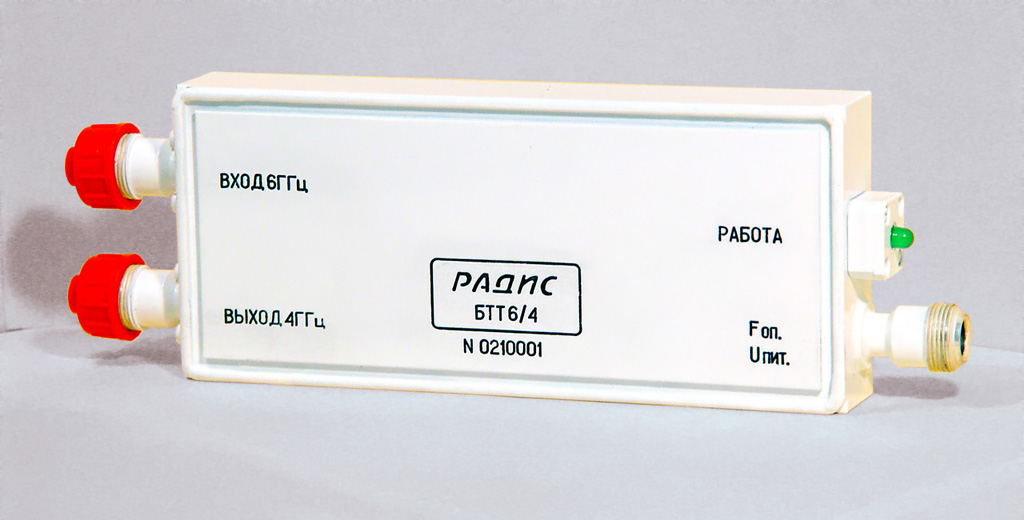 ВХОД 6ГГц
РАБОТА
РАДИС
БТТ6/4
ВЫХОД 4ГГц
N 0210001
Fоп.
Uпит.